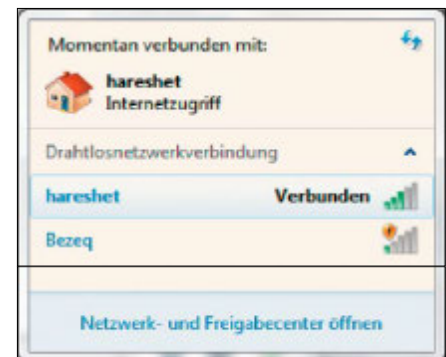 Momentan verbunden mit:
hareshet
Internetzugriff
Drahtlosnetzwerkverbindung
hareshet Verbunden
Bezeq
Netzwerk- und Freigabecenter öffnen